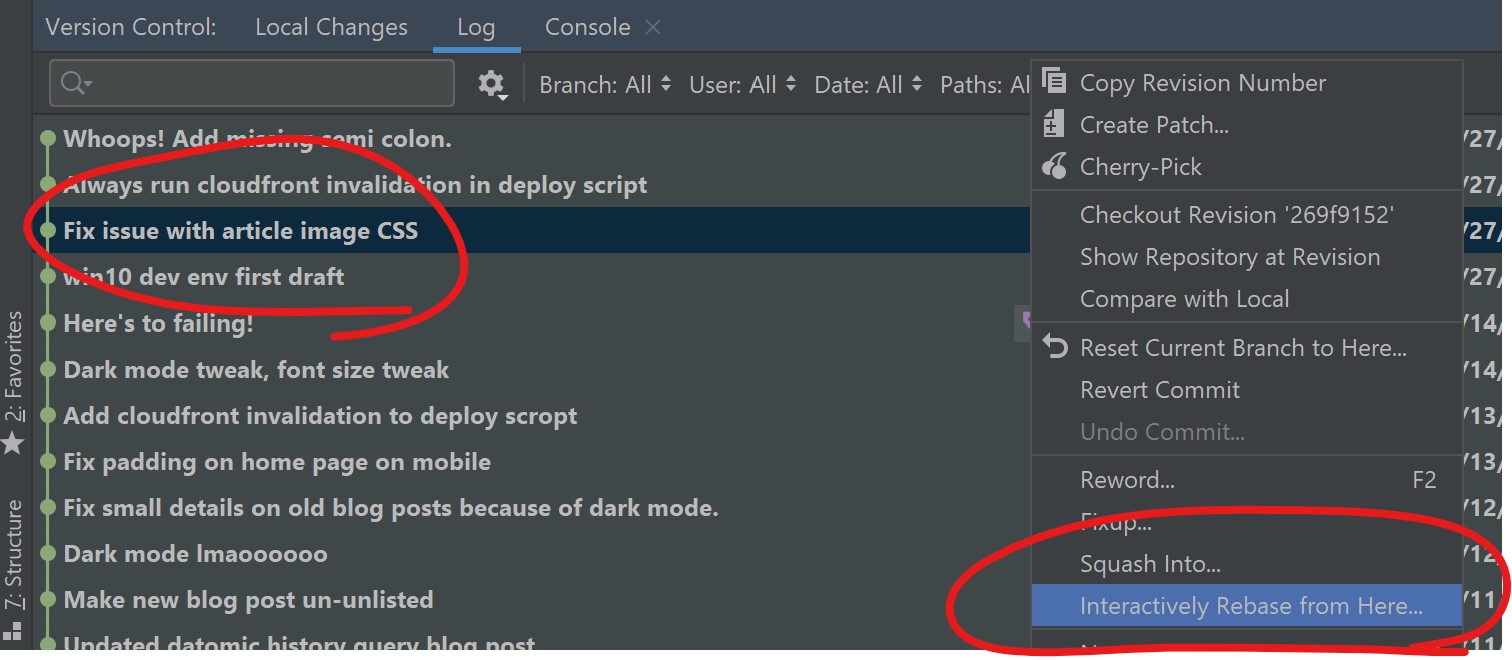 Version Control: Local Changes Log Console
Branch: All User: All Date: All Paths: Al
Whoops! Add missing semi colon.
Always run cloudfront invalidation in deploy script
Fix issue with article image CSS
win10 dev env first draft
Here's to failing!
Dark mode tweak, font size tweak
Add cloudfront invalidation to deploy scropt
Fix padding on home page on mobile
Fix small details on old blog posts because of dark mode.
Dark mode lmaoooooo
Make new blog post un-unlisted
Updated datomic history query blog post
Copy Revision Number
Create Patch...
Cherry-Pick
Checkout Revision '269f9152'
Show Repository at Revision
Compare with Local
Reset Current Branch to Here...
Revert Commit
Undo Commit...
Reword... F2
Fixup...
Squash Into...
Interactively Rebase from Here...
/27/
/27/
/27/
/27/
/14/
/14/
/13/
/13/
/12/
/12/
/11
/11/
2: Favorites
7: Structure